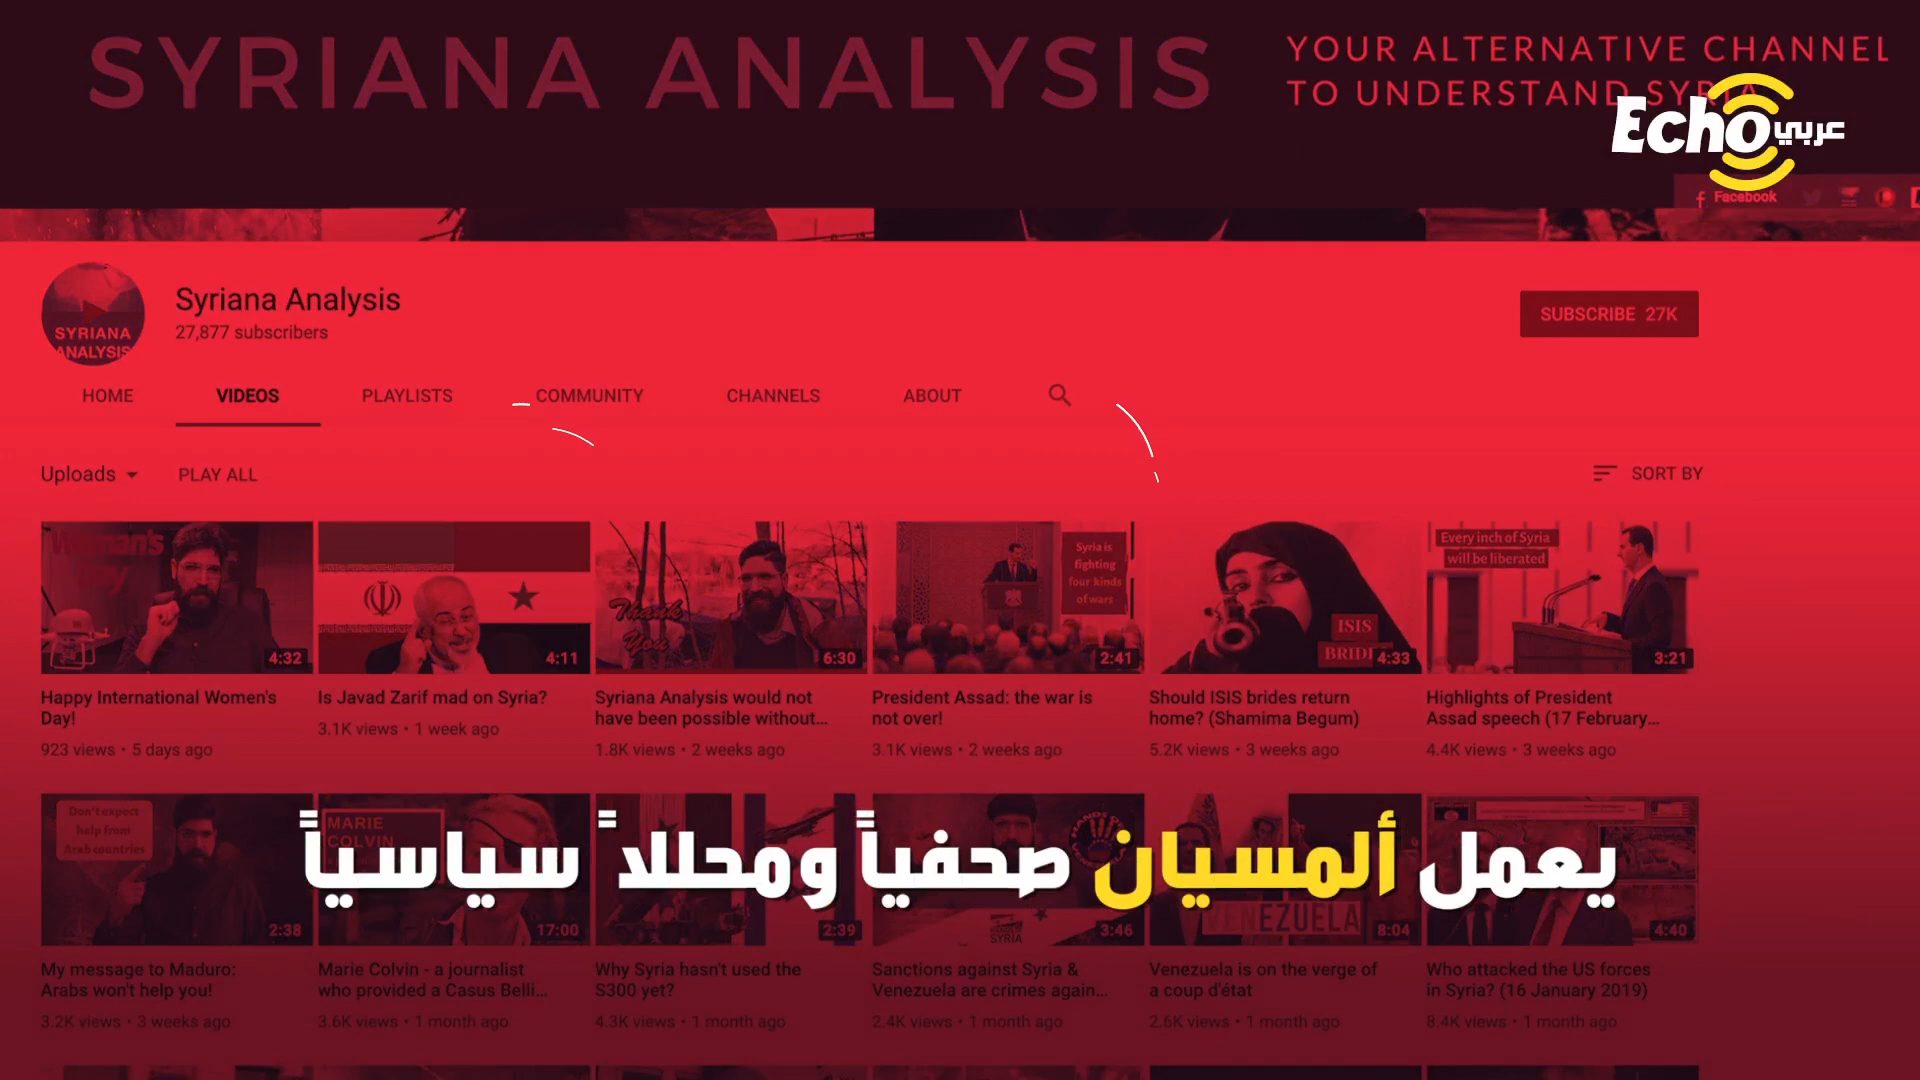 SYRIANA ANALYSIS
YOUR ALTERNATIVE CHANNEL
TO UNDERSTAND SYRIA
Echo عربي
Facebook
SYRIANA
ANALYSIS
Syriana Analysis
27,877 subscribers
SUBSCRIBE 27K
HOME VIDEOS PLAYLISTS COMMUNITY CHANNELS ABOUT
Uploads PLAY ALL
SORT BY
Woman's
4:32
4:11
Thank
You
6:30
Syria is
fighting
four kinds
of wars
2:41
ISIS
BRIDE
4:33
Every inch of Syria
will be liberated
3:21
Happy International Women's
Day!
923 views • 5 days ago
Is Javad Zarif mad on Syria?
3.1K views • 1 week ago
Syriana Analysis would not
have been possible without...
1.8K views • 2 weeks ago
President Assad: the war is
not over!
3.1K views • 2 weeks ago
Should ISIS brides return
home? (Shamima Begum)
5.2K views • 3 weeks ago
Highlights of President
Assad speech (17 February...
4.4K views • 3 weeks ago
Don't expect
help from
Arab countries
2:38
MARIE
COLVIN
17:00
2:39
HANDS OFF
VENEZUELA
SYRIA
3:46
VENEZUELA
8:04
4:40
يعمل ألمسيان صحفياً ومحللاً سياسياً
My message to Maduro:
Arabs won't help you!
3.2K views • 3 weeks ago
Marie Colvin - a journalist
who provided a Casus Belli...
3.6K views • 1 month ago
Why Syria hasn't used the
S300 yet?
4.3K views • 1 month ago
Sanctions against Syria &
Venezuela are crimes again...
2.4K views • 1 month ago
Venezuela is on the verge of
a coup d'état
2.6K views • 1 month ago
Who attacked the US forces
in Syria? (16 January 2019)
8.4K views • 1 month ago